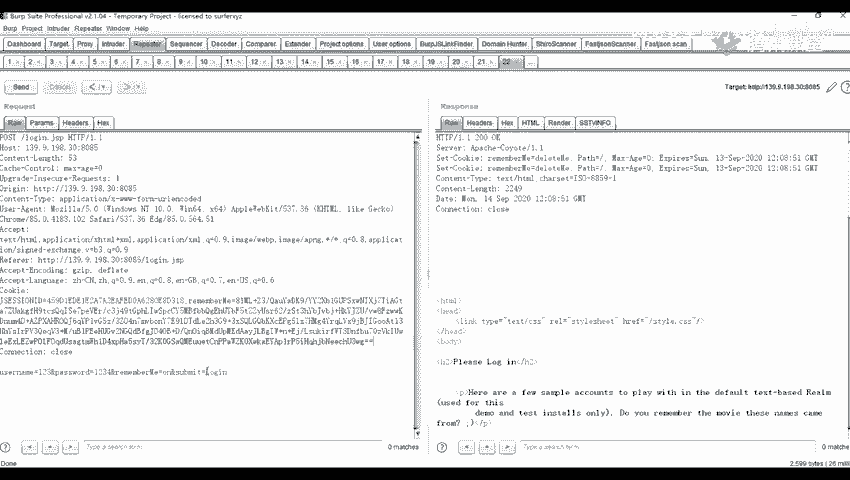 Burp Suite Professional v2.1.04 - Temporary Project - licensed to surferxyz
Burp Project Intruder Repeater Window Help
Dashboard Target Proxy Intruder Repeater Sequencer Decoder Comparer Extender Project options User options BurpJSLinkFinder Domain Hunter ShiroScanner FastjsonScanner Fastjson scan
1 2 3 4 5 6 7 8 9 10 11 12 13 14 15 16 17 18 19 20 21 22 ...
Send Cancel < > Target: http://139.9.198.30:8085
Request
Raw Params Headers Hex
POST /login.jsp HTTP/1.1
Host: 139.9.198.30:8085
Content-Length: 53
Cache-Control: max-age=0
Upgrade-Insecure-Requests: 1
Origin: http://139.9.198.30:8085
Content-Type: application/x-www-form-urlencoded
User-Agent: Mozilla/5.0 (Windows NT 10.0; Win64; x64) AppleWebKit/537.36 (KHTML, like Gecko)
Chrome/85.0.4183.102 Safari/537.36 Edg/85.0.564.51
Accept:
text/html,application/xhtml+xml,application/xml;q=0.9,image/webp,image/apng,*/*;q=0.8,applicat
ion/signed-exchange;v=b3;q=0.9
Referer: http://139.9.198.30:8085/login.jsp
Accept-Encoding: gzip, deflate
Accept-Language: zh-CN,zh;q=0.9,en;q=0.8,en-GB;q=0.7,en-US;q=0.6
Cookie:
Connection: close
username=123&password=1234&rememberMe=on&submit=Login
Type a search term
0 matches
Done
Response
Raw Headers Hex HTML Render SSTVINFO
HTTP/1.1 200 OK
Server: Apache-Coyote/1.1
Set-Cookie: rememberMe=deleteMe; Path=/; Max-Age=0; Expires=Sun, 13-Sep-2020 12:08:51 GMT
Set-Cookie: rememberMe=deleteMe; Path=/; Max-Age=0; Expires=Sun, 13-Sep-2020 12:08:51 GMT
Content-Type: text/html;charset=ISO-8859-1
Content-Length: 2249
Date: Mon, 14 Sep 2020 12:08:51 GMT
Connection: close
<html>
<head>
<link type="text/css" rel="stylesheet" href="/style.css"/>
</head>
<body>
<h2>Please Log in</h2>
<p>Here are a few sample accounts to play with in the default text-based Realm
(used for this
demo and test installs only). Do you remember the movie these names came
from? ;)</p>
Type a search term
0 matches
2,599 bytes | 26 milli